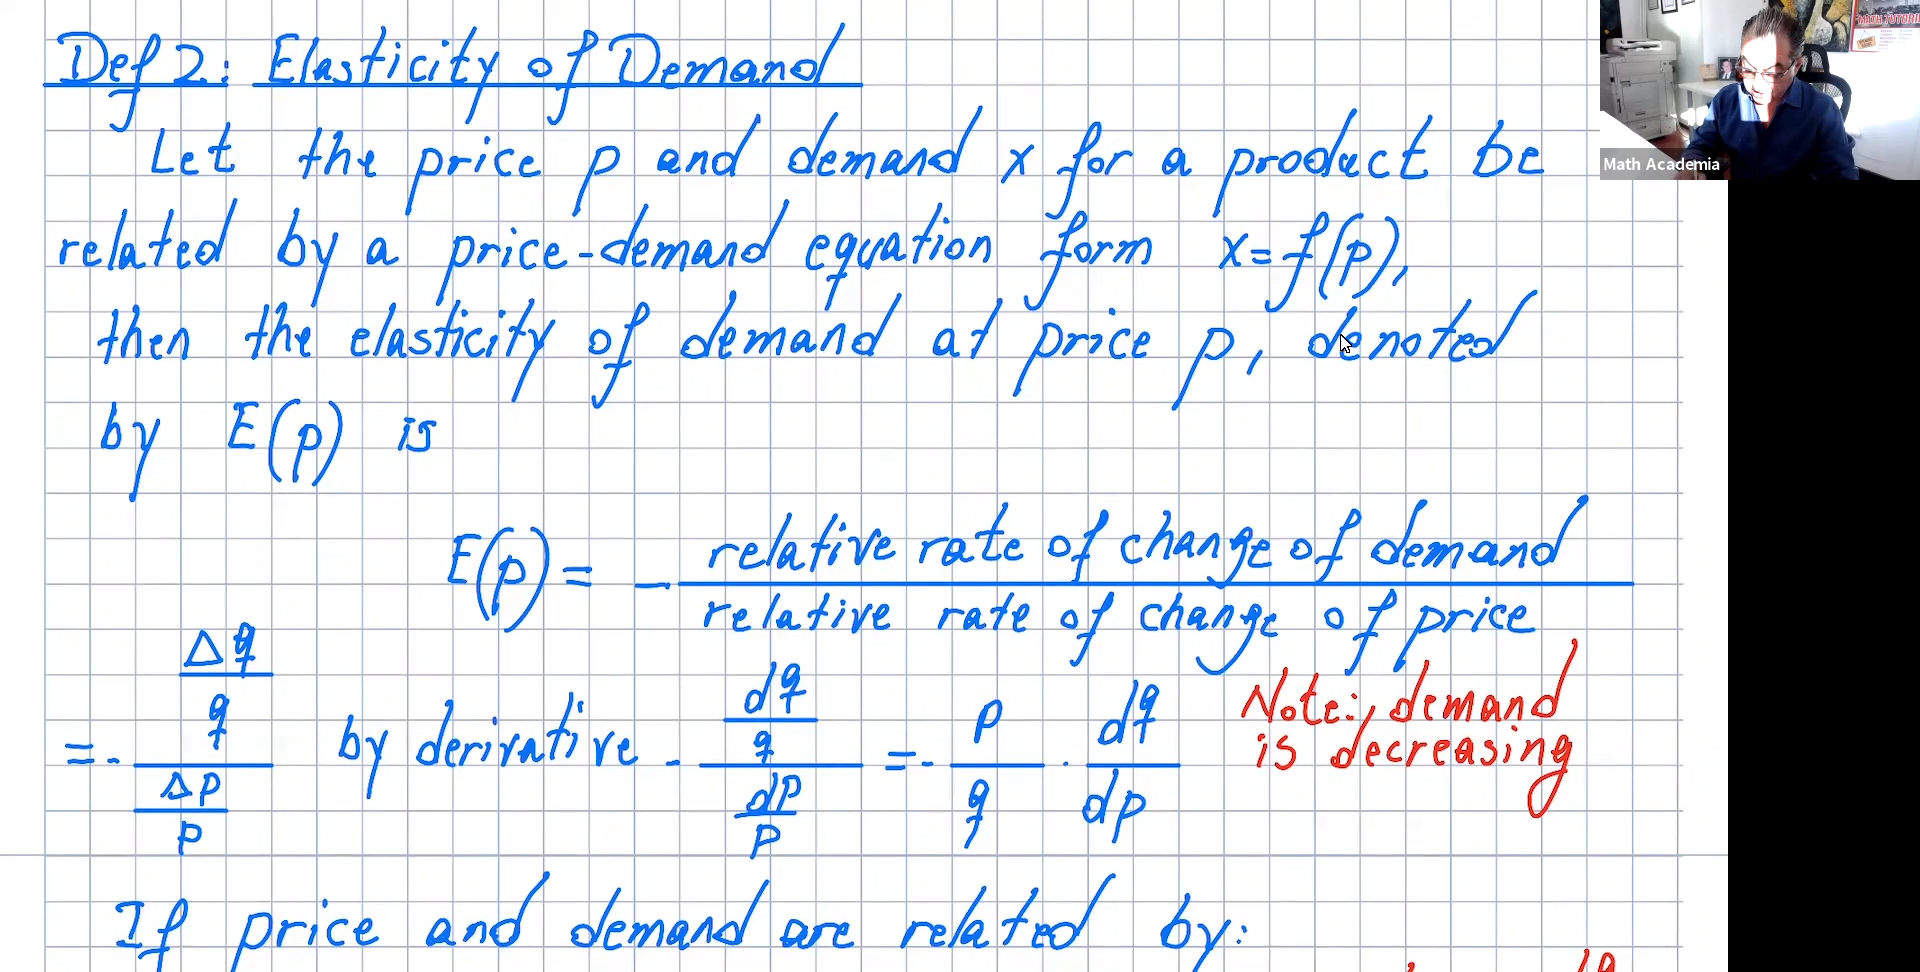 Def 2: Elasticity of Demand
Let the price p and demand x for a product be
related by a price-demand equation form x = f(p),
then the elasticity of demand at price p, denoted
by E(p) is
E(p) = - relative rate of change of demand / relative rate of change of price
= - (Δq/q) / (Δp/p) by derivative - (dq/q) / (dp/p) = - p/q · dq/dp
Note: demand
is decreasing
If price and demand are related by:
Math Academia
MATH TUTORI